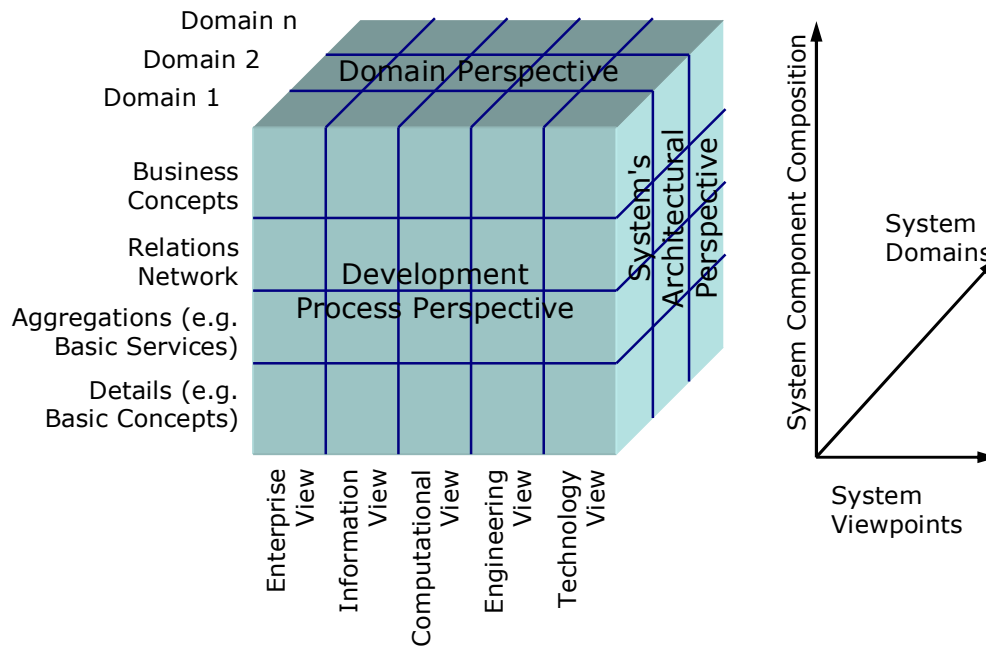 Domain n
Domain 2
Domain 1
Domain Perspective
Business
Concepts
Relations
Network
Aggregations (e.g.
Basic Services)
Details (e.g.
Basic Concepts)
Development
Process Perspective
System's
Architectural
Perspective
Enterprise
View
Information
View
Computational
View
Engineering
View
Technology
View
System Component Composition
System
Domains
System
Viewpoints